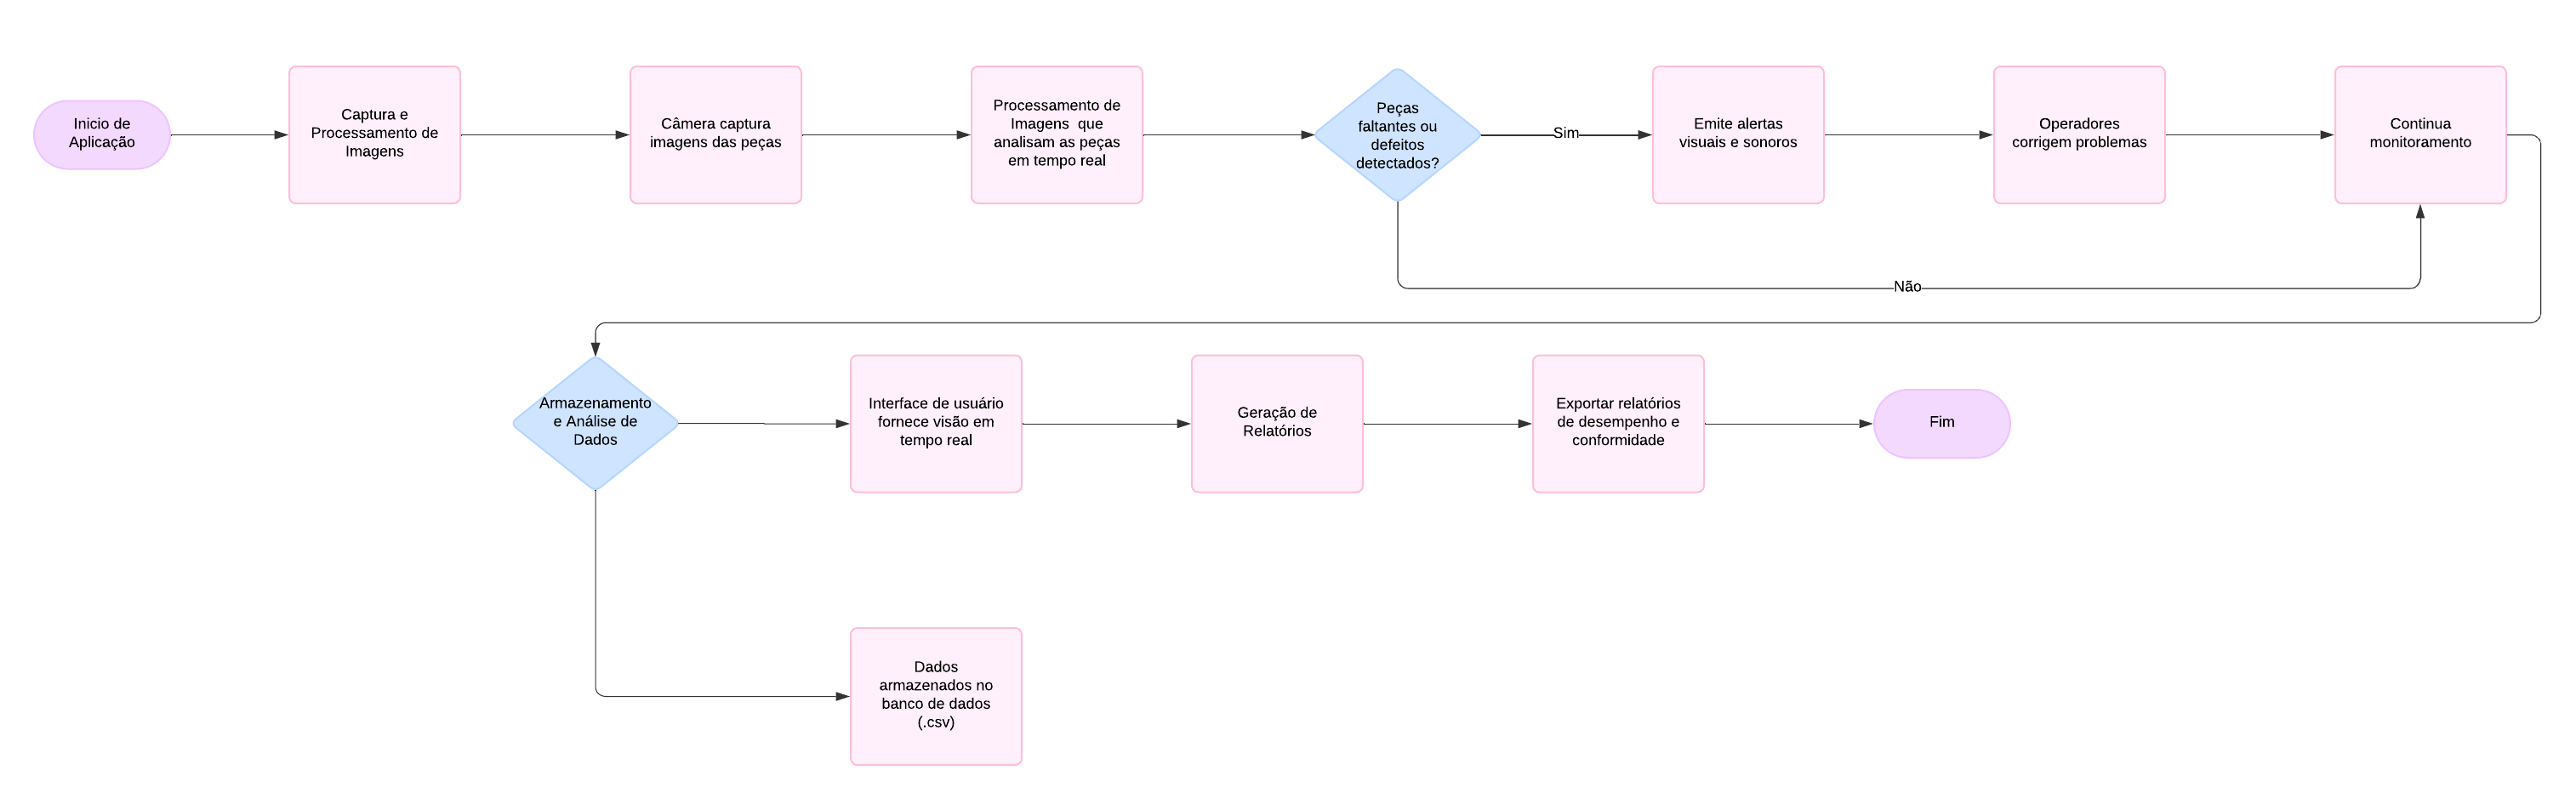 Inicio de
Aplicação
Captura e
Processamento de
Imagens
Câmera captura
imagens das peças
Processamento de
Imagens  que
analisam as peças
em tempo real
Peças
faltantes ou
defeitos
detectados?
Sim
Emite alertas
visuais e sonoros
Operadores
corrigem problemas
Continua
monitoramento
Não
Armazenamento
e Análise de
Dados
Interface de usuário
fornece visão em
tempo real
Geração de
Relatórios
Exportar relatórios
de desempenho e
conformidade
Fim
Dados
armazenados no
banco de dados
(.csv)